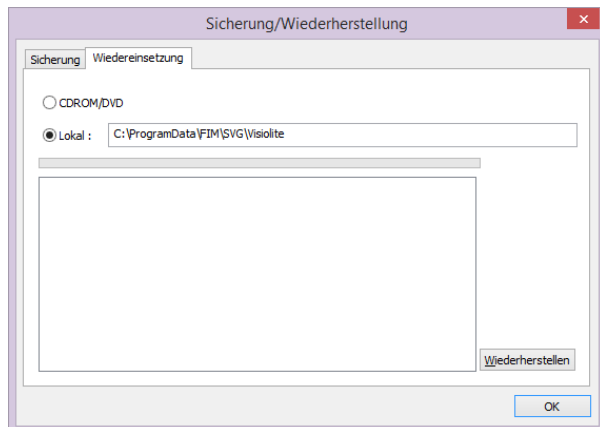 Sicherung/Wiederherstellung
Sicherung Wiedereinsetzung
CDROM/DVD
Lokal : C:\ProgramData\FIM\SVG\Visiolite
Wiederherstellen
OK